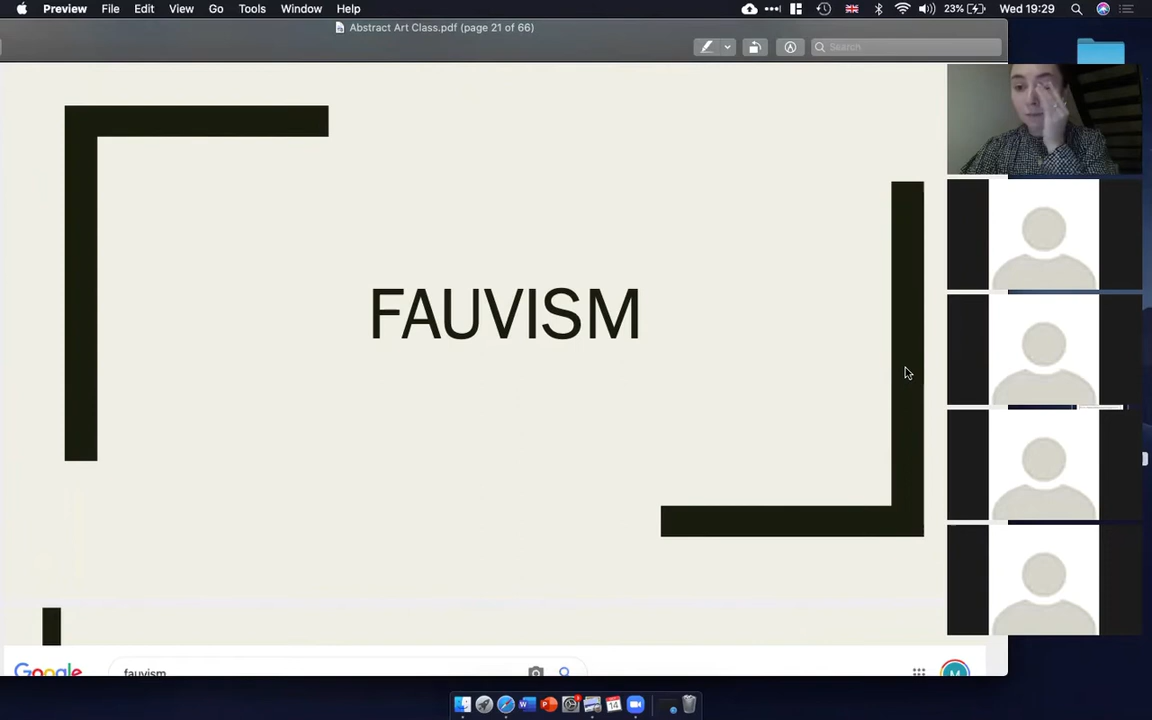 Preview File Edit View Go Tools Window Help 23% Wed 19:29
Abstract Art Class.pdf (page 21 of 66)
Search
FAUVISM
Google fauvism M
14